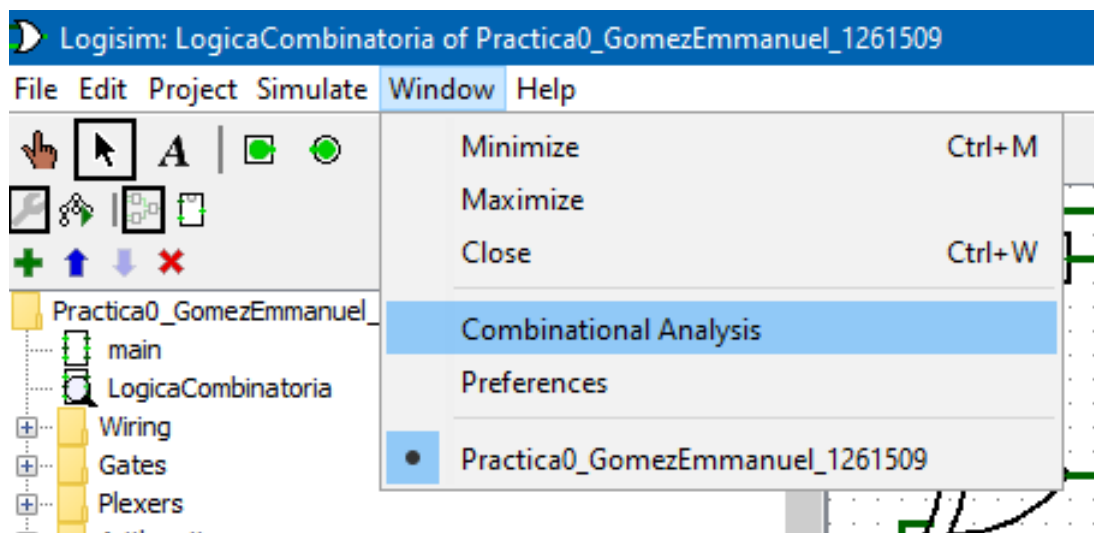 Logisim: LogicaCombinatoria of Practica0_GomezEmmanuel_1261509
File Edit Project Simulate Window Help
A
Minimize Ctrl+M
Maximize
Close Ctrl+W
Combinational Analysis
Preferences
Practica0_GomezEmmanuel_1261509
Practica0_GomezEmmanuel_
main
LogicaCombinatoria
Wiring
Gates
Plexers